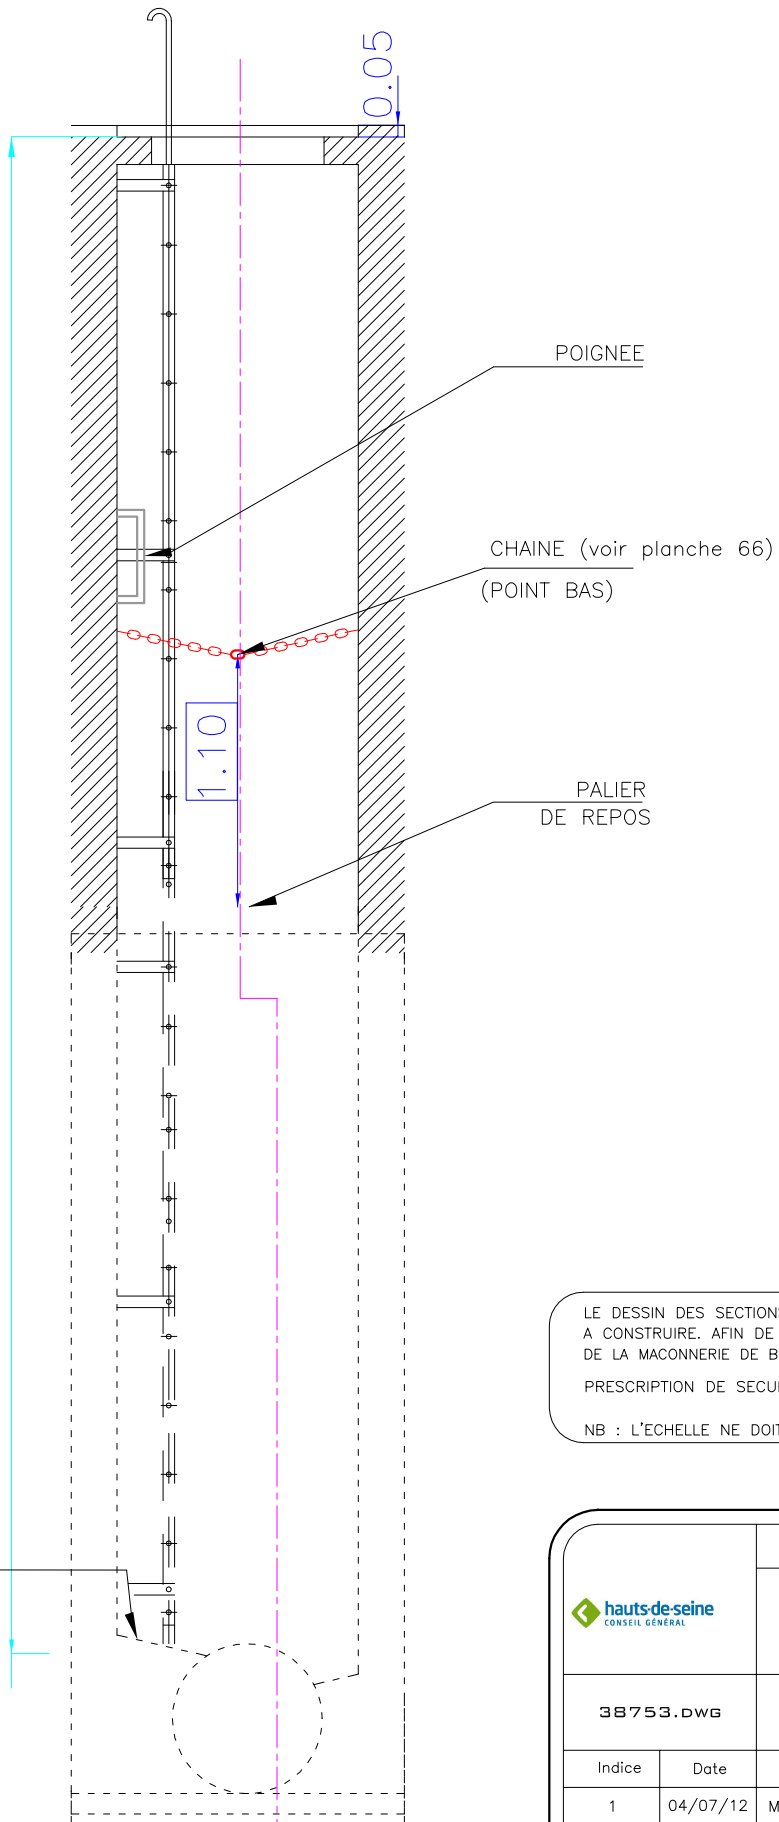 0.05
POIGNEE
CHAINE (voir planche 66)
(POINT BAS)
1.10
PALIER
DE REPOS
LE DESSIN DES SECTIONS
A CONSTRUIRE. AFIN DE
DE LA MACONNERIE DE B
PRESCRIPTION DE SECU
NB : L'ECHELLE NE DOIT
hauts-de-seine
CONSEIL GÉNÉRAL
38753.DWG
Indice Date
1 04/07/12 M